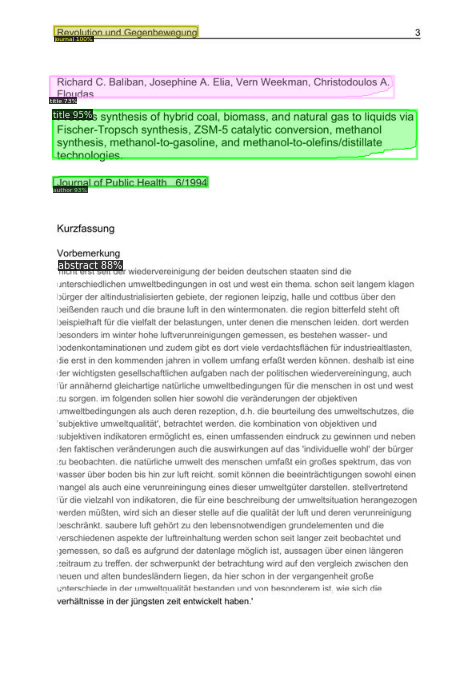 Revolution und Gegenbewegung 3
journal 100%
Richard C. Baliban, Josephine A. Elia, Vern Weekman, Christodoulos A.
Floudas
title 73%
title 95% s synthesis of hybrid coal, biomass, and natural gas to liquids via
Fischer-Tropsch synthesis, ZSM-5 catalytic conversion, methanol
synthesis, methanol-to-gasoline, and methanol-to-olefins/distillate
technologies.
Journal of Public Health 6/1994
author 93%
Kurzfassung
Vorbemerkung
abstract 88%
nicht erst seit der wiedervereinigung der beiden deutschen staaten sind die
unterschiedlichen umweltbedingungen in ost und west ein thema. schon seit langem klagen
bürger der altindustrialisierten gebiete, der regionen leipzig, halle und cottbus über den
beißenden rauch und die braune luft in den wintermonaten. die region bitterfeld steht oft
beispielhaft für die vielfalt der belastungen, unter denen die menschen leiden. dort werden
besonders im winter hohe luftverunreinigungen gemessen, es bestehen wasser- und
bodenkontaminationen und zudem gibt es dort viele verdachtsflächen für industriealtlasten,
die erst in den kommenden jahren in vollem umfang erfaßt werden können. deshalb ist eine
der wichtigsten gesellschaftlichen aufgaben nach der politischen wiedervereinigung, auch
für annähernd gleichartige natürliche umweltbedingungen für die menschen in ost und west
zu sorgen. im folgenden sollen hier sowohl die veränderungen der objektiven
umweltbedingungen als auch deren rezeption, d.h. die beurteilung des umweltschutzes, die
'subjektive umweltqualität', betrachtet werden. die kombination von objektiven und
subjektiven indikatoren ermöglicht es, einen umfassenden eindruck zu gewinnen und neben
den faktischen veränderungen auch die auswirkungen auf das 'individuelle wohl' der bürger
zu beobachten. die natürliche umwelt des menschen umfaßt ein großes spektrum, das von
wasser über boden bis hin zur luft reicht. somit können die beeinträchtigungen sowohl einen
mangel als auch eine verunreinigung eines dieser umweltgüter darstellen. stellvertretend
für die vielzahl von indikatoren, die für eine beschreibung der umweltsituation herangezogen
werden müßten, wird sich an dieser stelle auf die qualität der luft und deren verunreinigung
beschränkt. saubere luft gehört zu den lebensnotwendigen grundelementen und die
verschiedenen aspekte der luftreinhaltung werden schon seit langer zeit beobachtet und
gemessen, so daß es aufgrund der datenlage möglich ist, aussagen über einen längeren
zeitraum zu treffen. der schwerpunkt der betrachtung wird auf den vergleich zwischen den
neuen und alten bundesländern liegen, da hier schon in der vergangenheit große
unterschiede in der umweltqualität bestanden und von besonderem ist, wie sich die
verhältnisse in der jüngsten zeit entwickelt haben.'